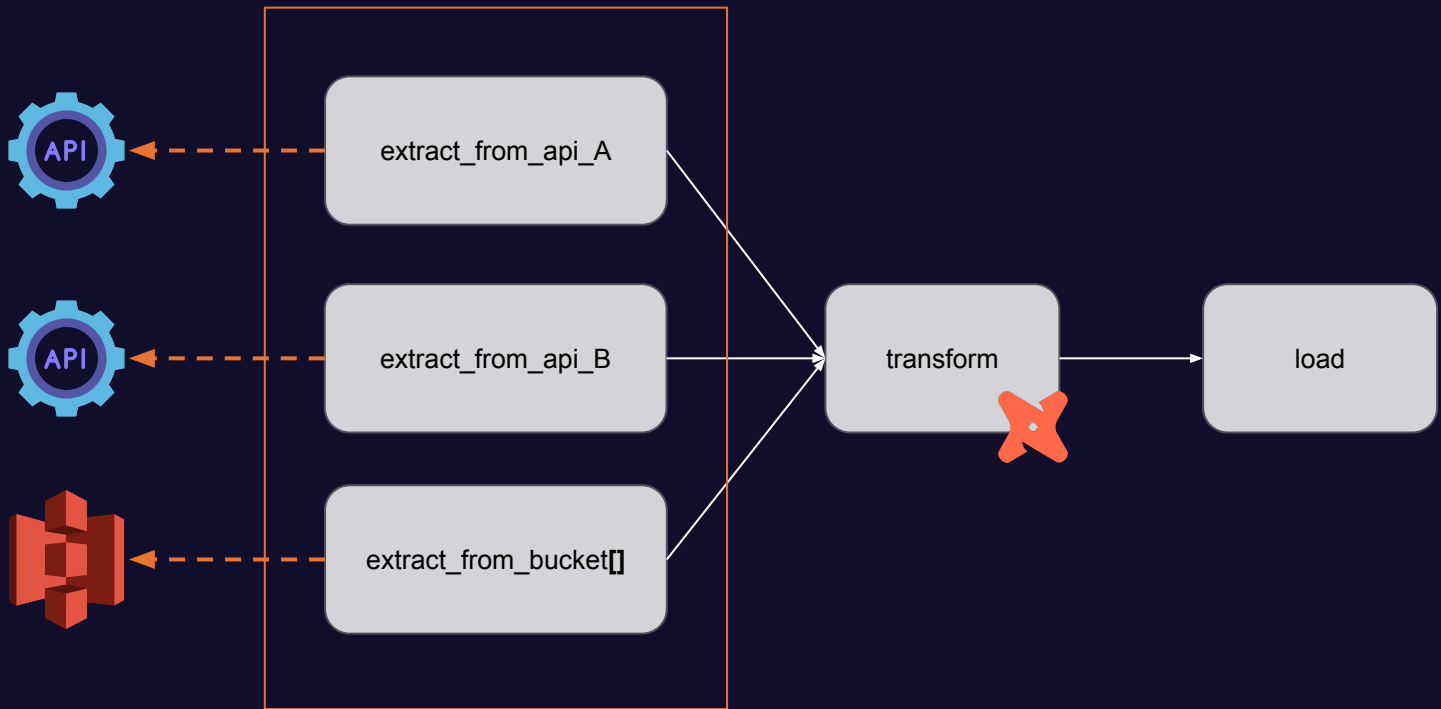 API
extract_from_api_A
API
extract_from_api_B
transform
load
extract_from_bucket[]